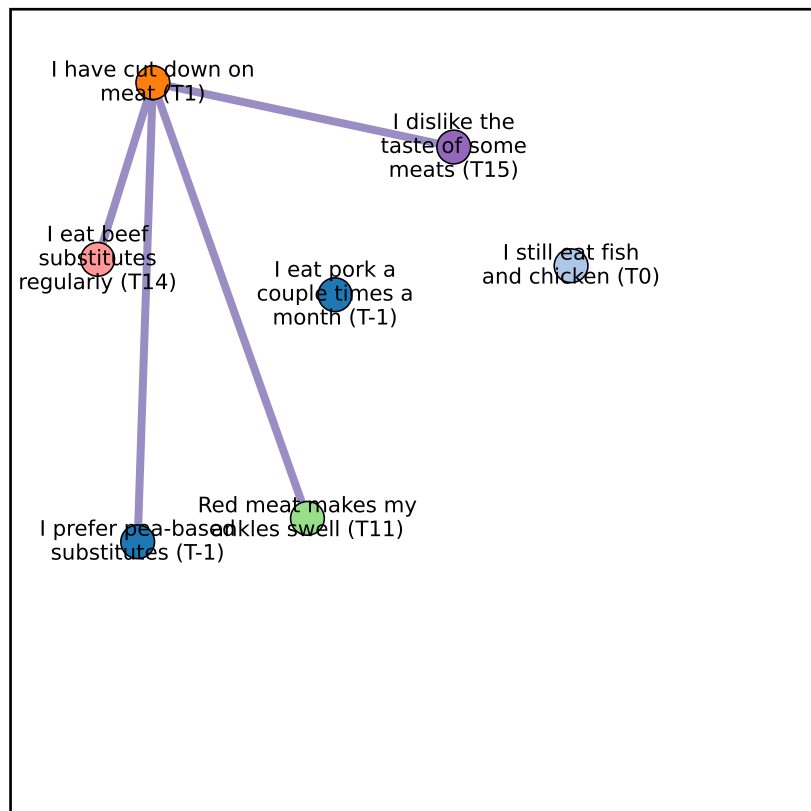 I have cut down on
meat (T1)
I dislike the
taste of some
meats (T15)
I eat beef
substitutes
regularly (T14)
I eat pork a
couple times a
month (T-1)
I still eat fish
and chicken (T0)
Red meat makes my
ankles swell (T11)
I prefer pea-based
substitutes (T-1)